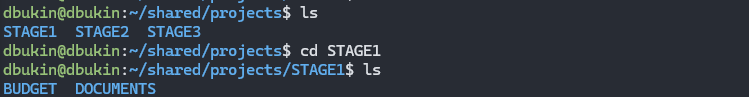 dbukin@dbukin:~/shared/projects$ ls
STAGE1  STAGE2  STAGE3
dbukin@dbukin:~/shared/projects$ cd STAGE1
dbukin@dbukin:~/shared/projects/STAGE1$ ls
BUDGET  DOCUMENTS